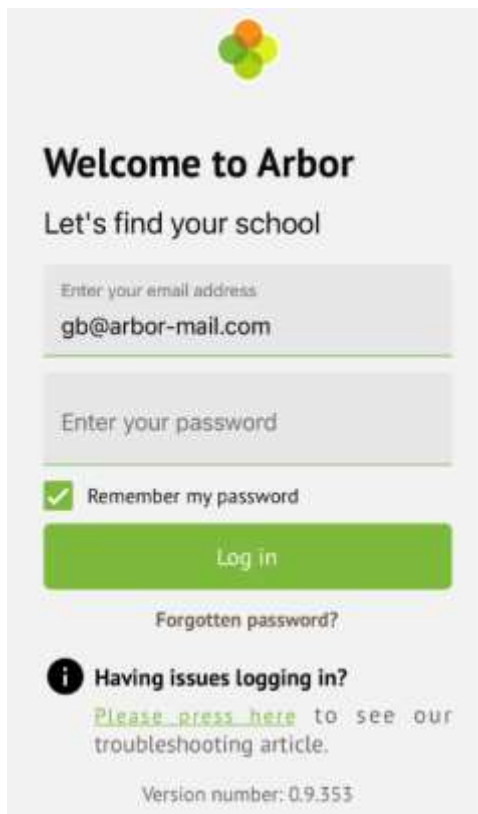 Welcome to Arbor
Let's find your school
Enter your email address
gb@arbor-mail.com
Enter your password
Remember my password
Log in
Forgotten password?
Having issues logging in?
Please press here to see our
troubleshooting article.
Version number: 0.9.353